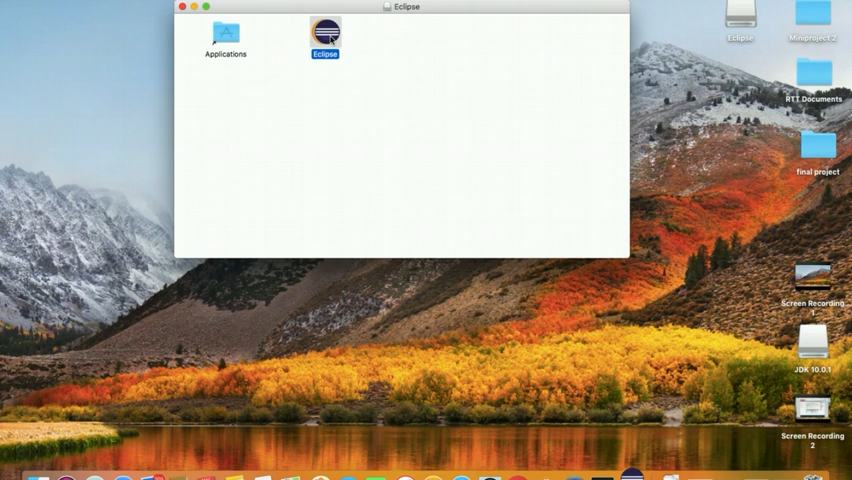 Eclipse
Applications
Eclipse
Eclipse
Miniproject 2
RTT Documents
final project
Screen Recording
1
JDK 10.0.1
Screen Recording
2